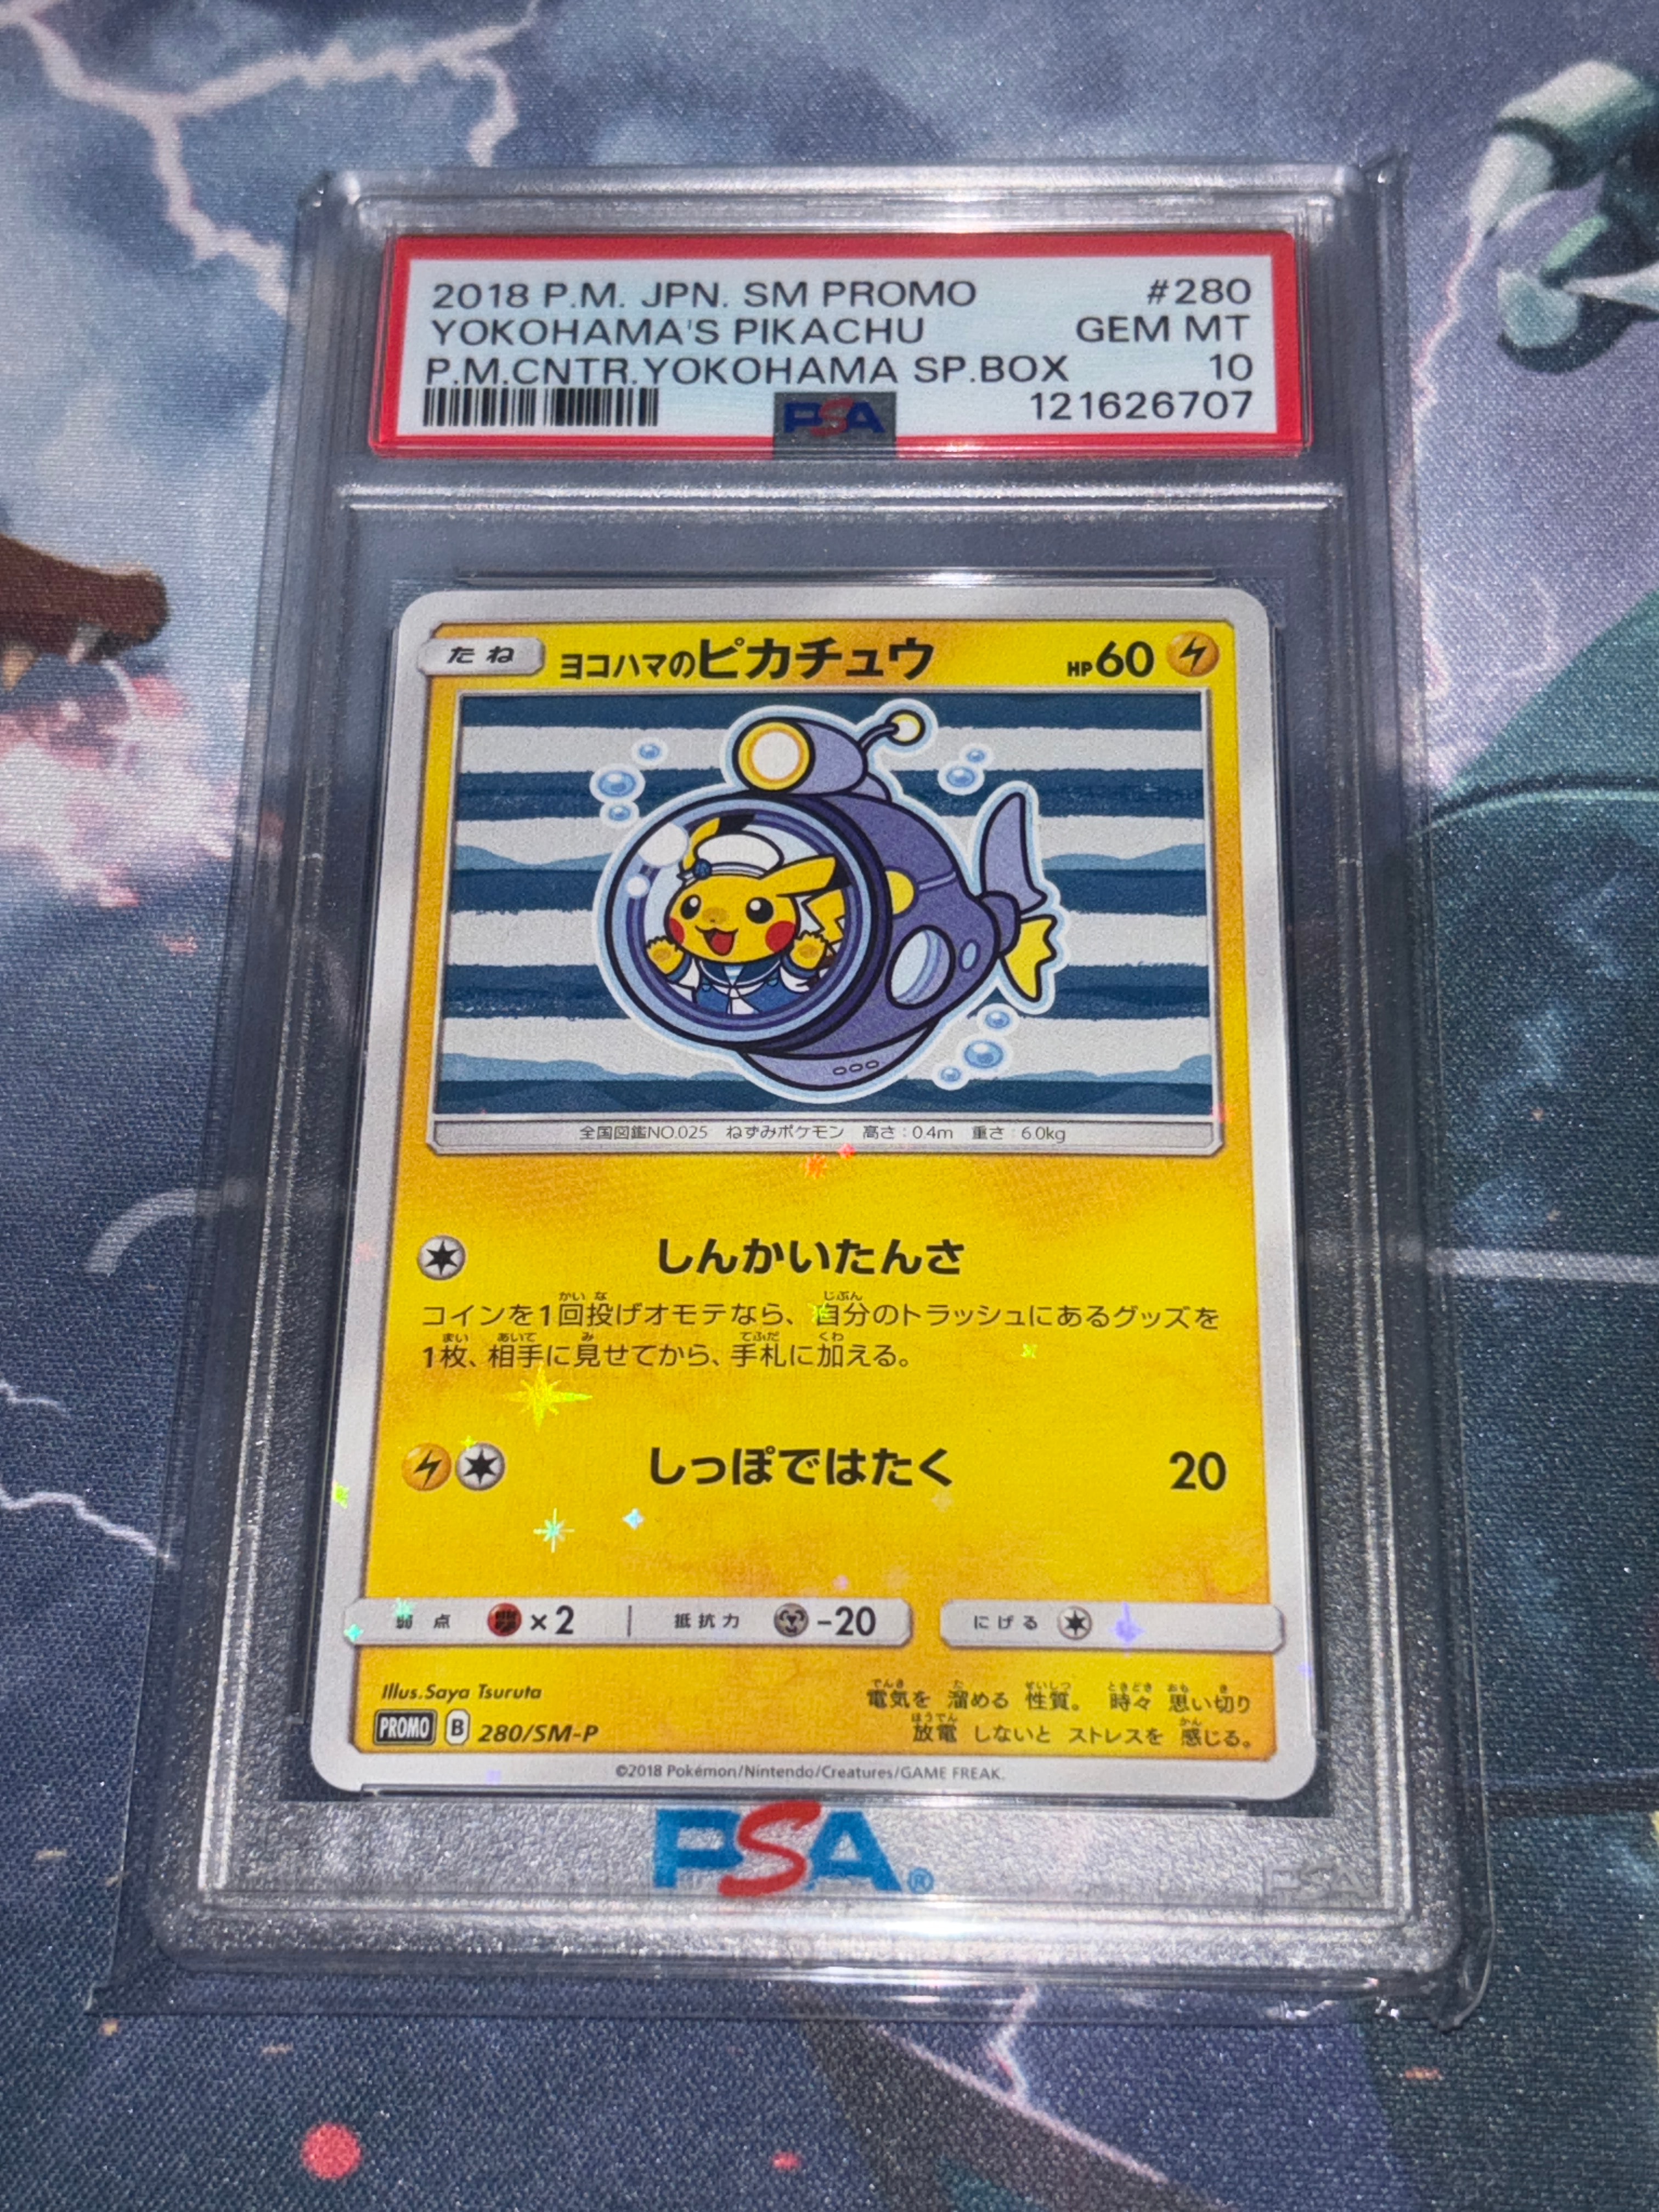 2018 P.M. JPN. SM PROMO #280
YOKOHAMA'S PIKACHU GEM MT
P.M.CNTR.YOKOHAMA SP.BOX 10
PSA 121626707
たね ヨコハマのピカチュウ HP60
全国図鑑NO.025 ねずみポケモン 高さ:0.4m 重さ:6.0kg
しんかいたんさ
コインを1回投げオモテなら、自分のトラッシュにあるグッズを
1枚、相手に見せてから、手札に加える。
しっぽではたく 20
弱点 ×2 抵抗力 -20 にげる
Illus.Saya Tsuruta
電気を 溜める 性質。 時々 思い切り
PROMO B 280/SM-P
放電 しないと ストレスを 感じる。
©2018 Pokémon/Nintendo/Creatures/GAME FREAK.
PSA®
PSA